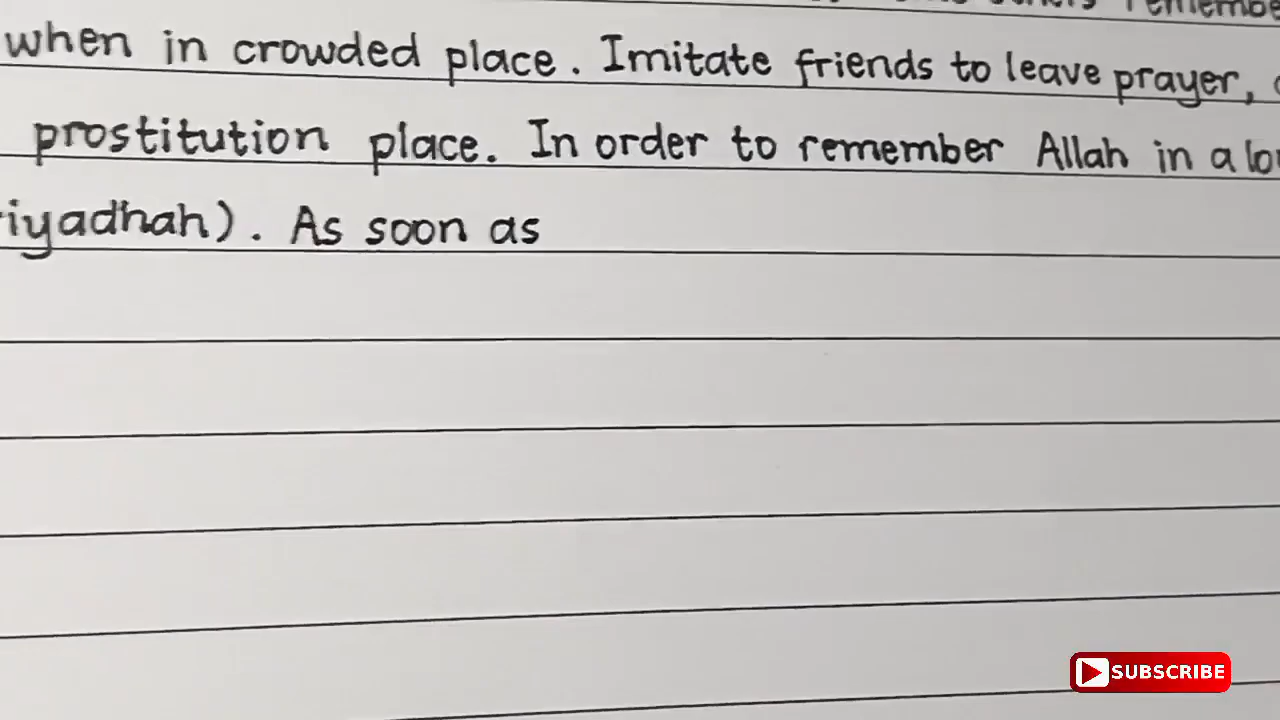 remember
when in crowded place. Imitate friends to leave prayer,
prostitution place. In order to remember Allah in a
iyadhah). As soon as
SUBSCRIBE